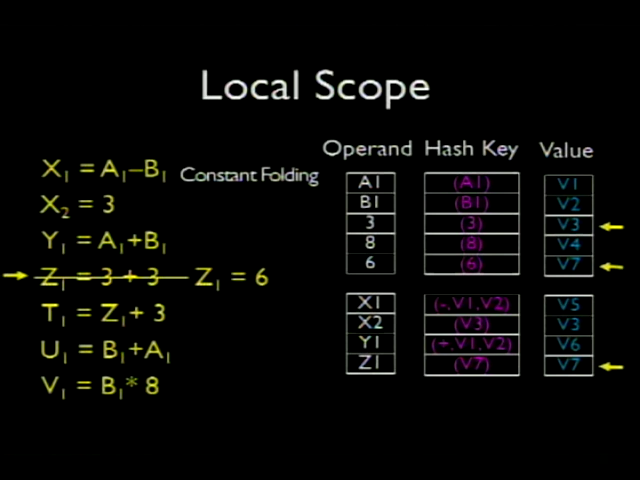 Local Scope
X₁ = A₁–B₁
X₂ = 3
Y₁ = A₁+B₁
Z₁ = 3 + 3 Z₁ = 6
T₁ = Z₁+ 3
U₁ = B₁+A₁
V₁ = B₁* 8
Constant Folding
Operand Hash Key Value
A1 (A1) V1
B1 (B1) V2
3 (3) V3
8 (8) V4
6 (6) V7
X1 (-,V1,V2) V5
X2 (V3) V3
Y1 (+,V1,V2) V6
Z1 (V7) V7